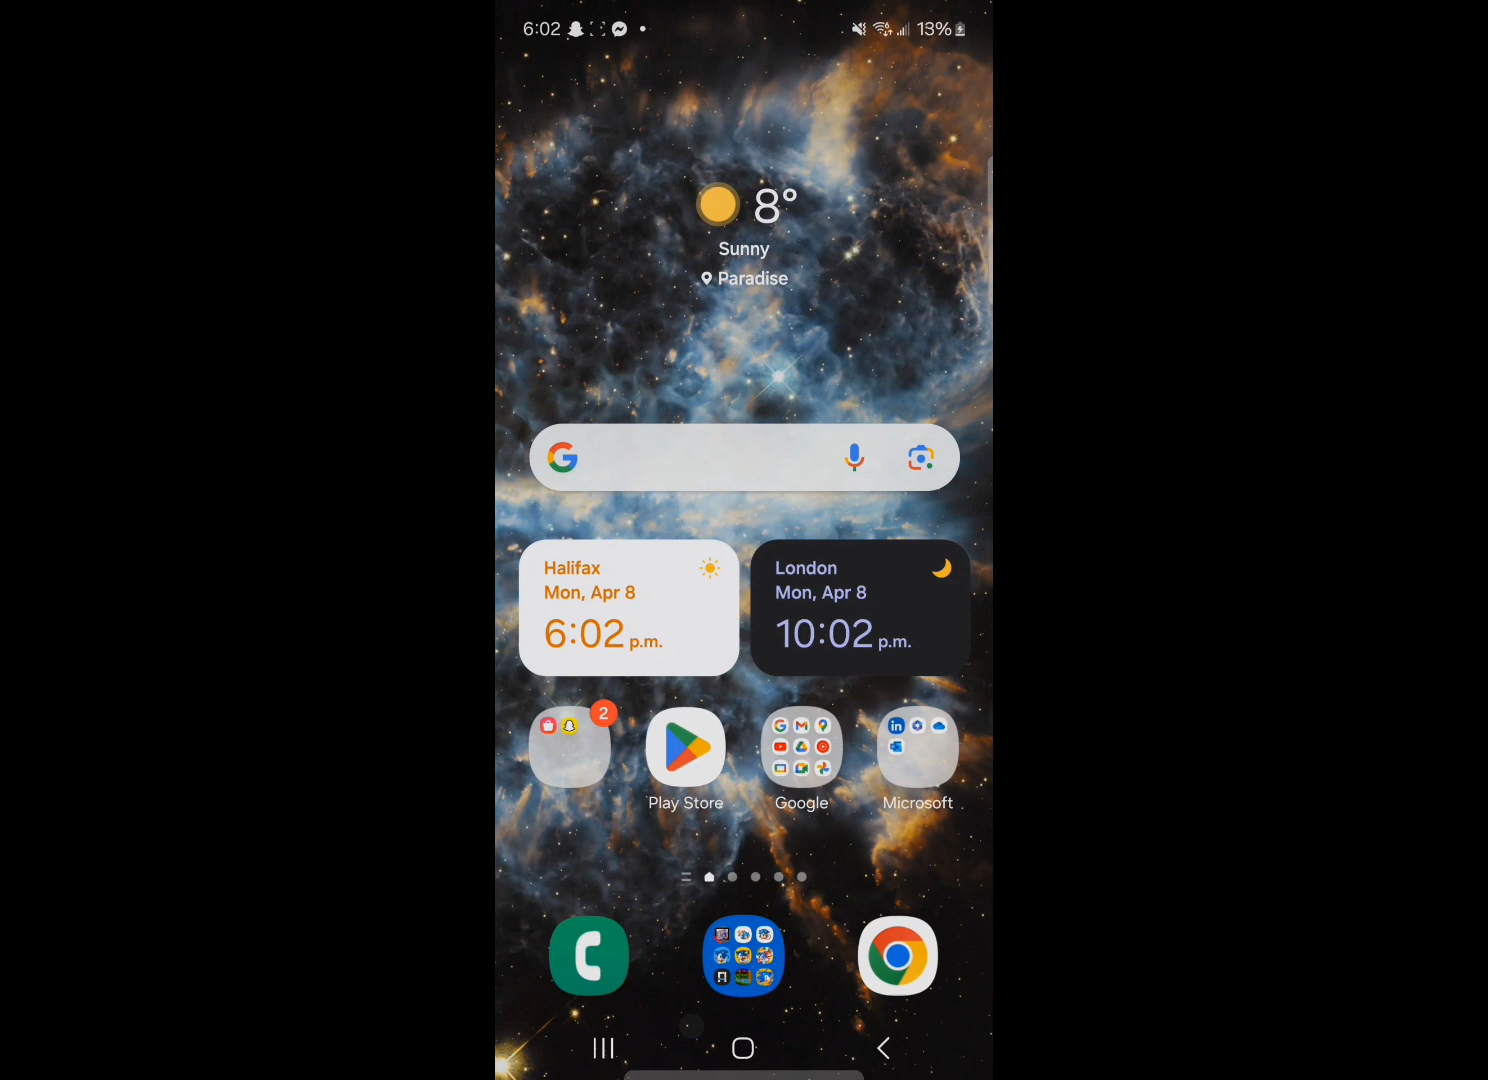 6:02
13%
8°
Sunny
Paradise
Halifax
Mon, Apr 8
6:02 p.m.
London
Mon, Apr 8
10:02 p.m.
2
Play Store
Google
Microsoft